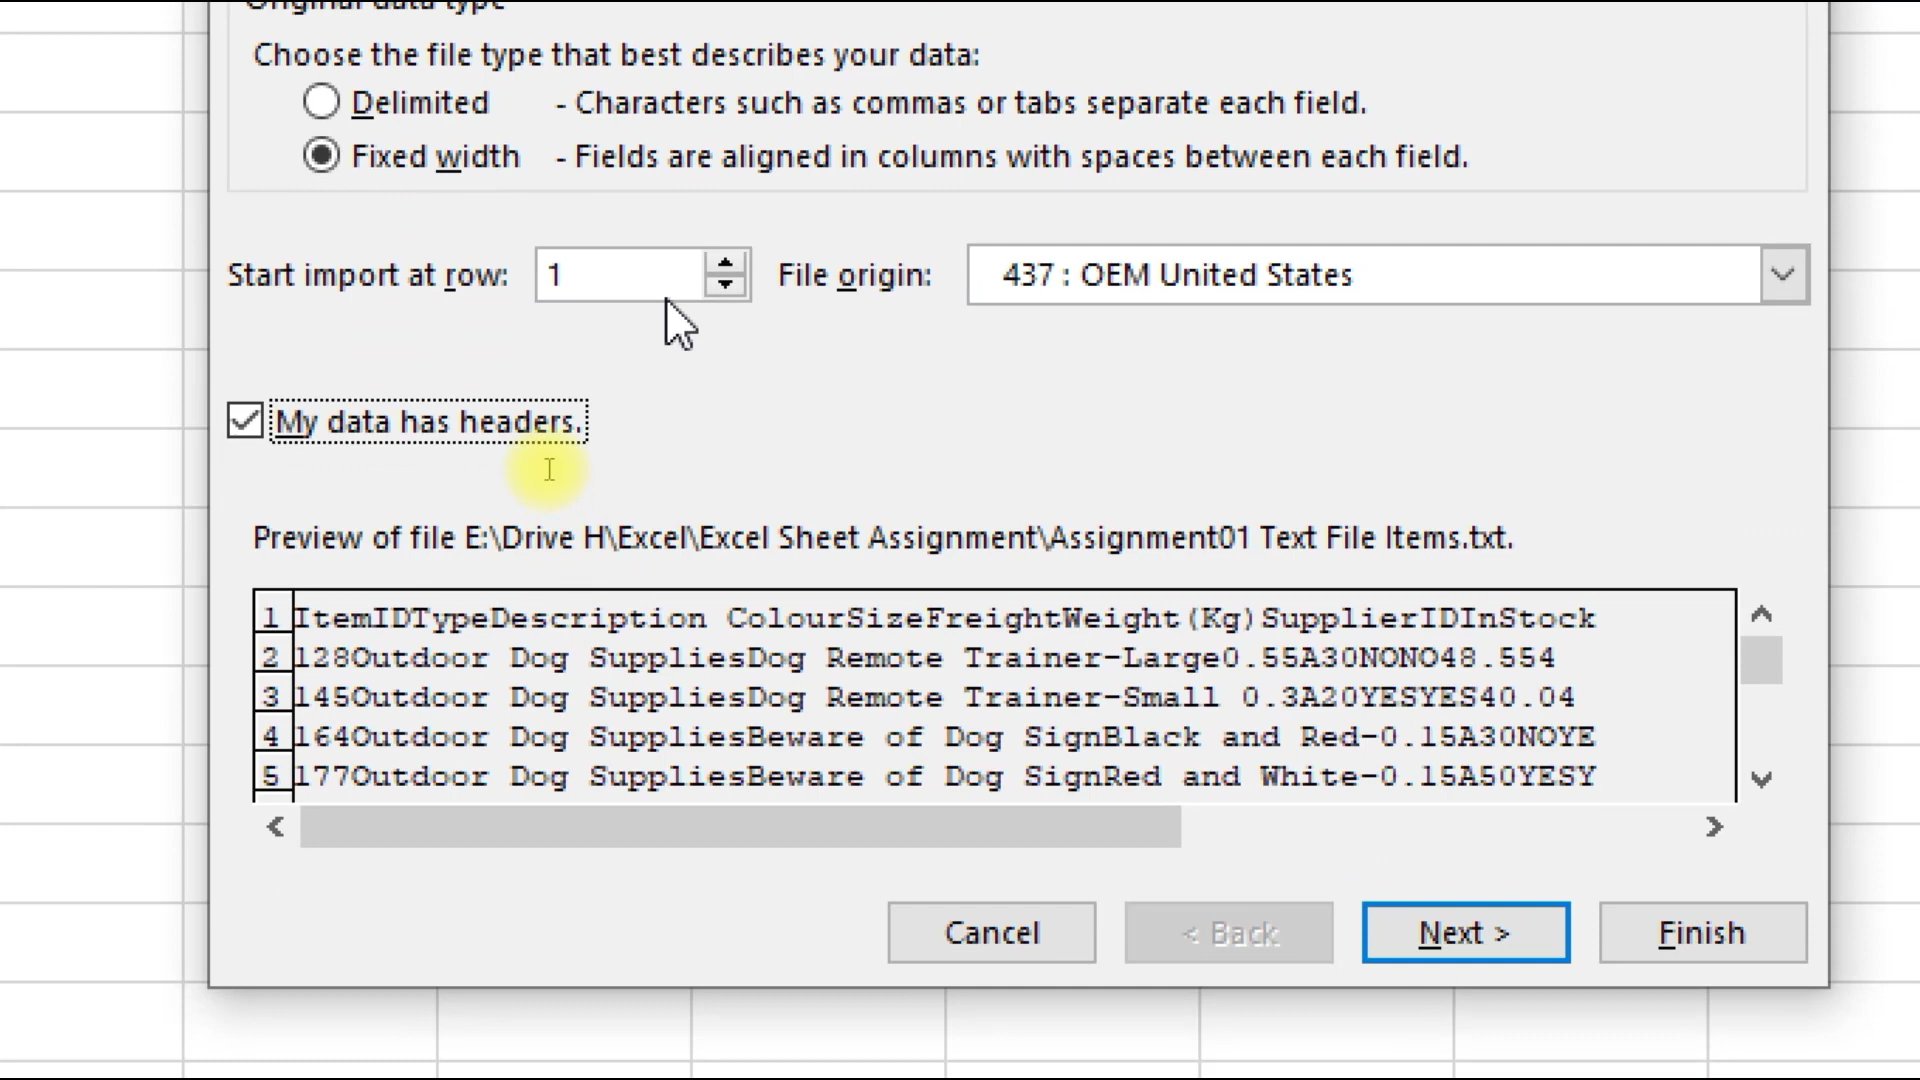 Original data type
Choose the file type that best describes your data:
Delimited - Characters such as commas or tabs separate each field.
Fixed width - Fields are aligned in columns with spaces between each field.
Start import at row: 1 File origin: 437 : OEM United States
My data has headers.
Preview of file E:\Drive H\Excel\Excel Sheet Assignment\Assignment01 Text File Items.txt.
1 ItemIDTypeDescription ColourSizeFreightWeight(Kg)SupplierIDInStock
2 128Outdoor Dog SuppliesDog Remote Trainer-Large0.55A30NONO48.554
3 145Outdoor Dog SuppliesDog Remote Trainer-Small 0.3A20YESYES40.04
4 164Outdoor Dog SuppliesBeware of Dog SignBlack and Red-0.15A30NOYE
5 177Outdoor Dog SuppliesBeware of Dog SignRed and White-0.15A50YESY
Cancel < Back Next > Finish